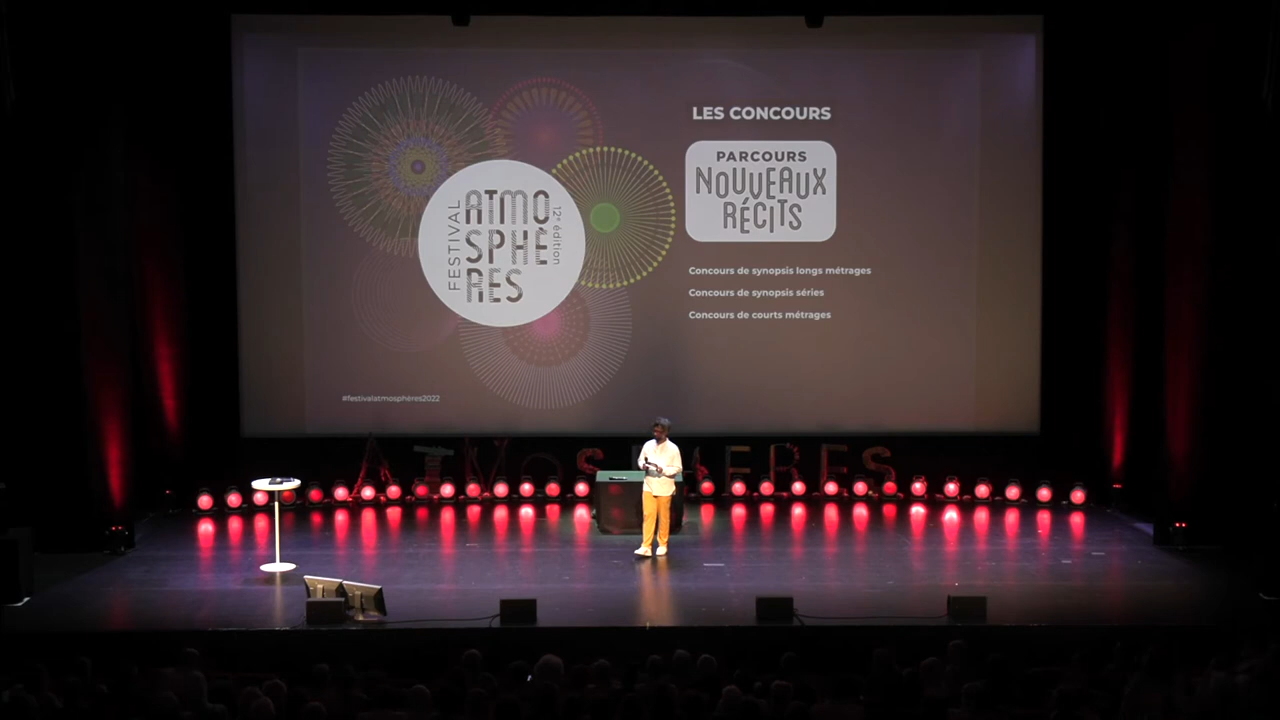 FESTIVAL
ATMO
SPHÈ
RES
12e édition
LES CONCOURS
PARCOURS
NOUVEAUX
RÉCITS
Concours de synopsis longs métrages
Concours de synopsis séries
Concours de courts métrages
#festivalatmosphères2022
ATMOSPHERES